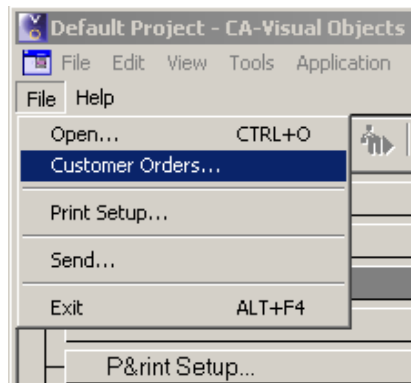 Default Project - CA-Visual Objects
File Edit View Tools Application
File Help
Open... CTRL+O
Customer Orders...
Print Setup...
Send...
Exit ALT+F4
P&rint Setup...